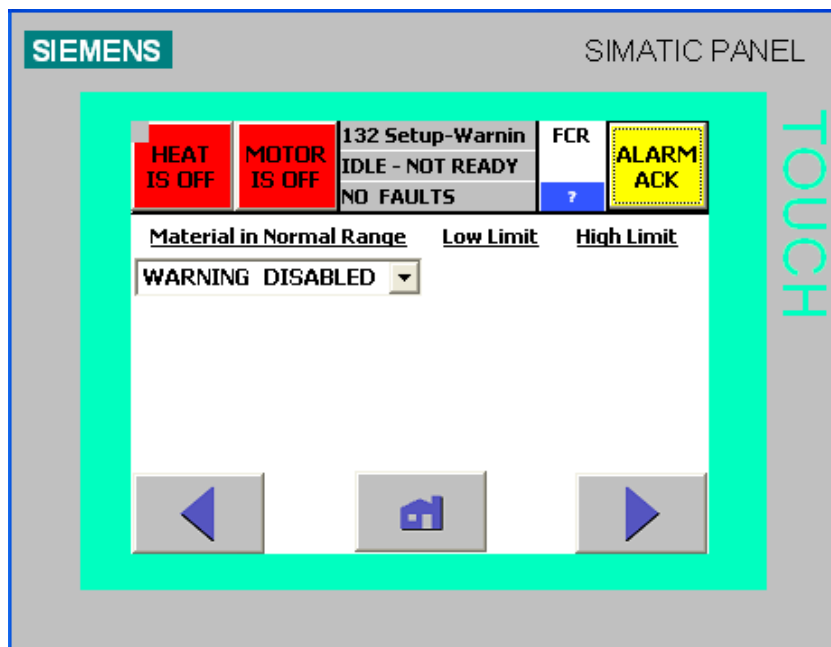 SIEMENS
SIMATIC PANEL
TOUCH
HEAT
IS OFF
MOTOR
IS OFF
132 Setup-Warnin
IDLE - NOT READY
NO FAULTS
FCR
?
ALARM
ACK
Material in Normal Range
Low Limit
High Limit
WARNING DISABLED